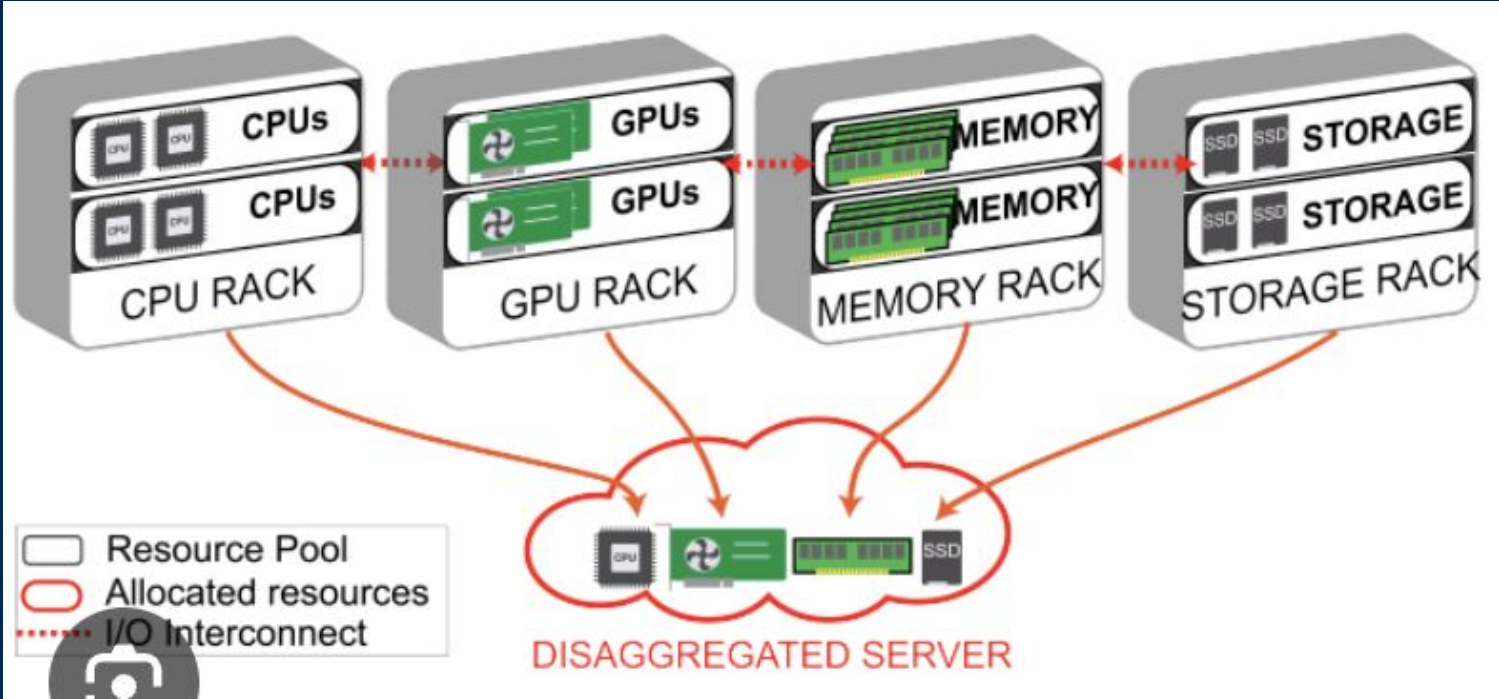 CPU CPU CPUs
CPU CPU CPUs
CPU RACK
GPUs
GPUs
GPU RACK
MEMORY
MEMORY
MEMORY RACK
SSD SSD STORAGE
SSD SSD STORAGE
STORAGE RACK
CPU
SSD
DISAGGREGATED SERVER
Resource Pool
Allocated resources
I/O Interconnect